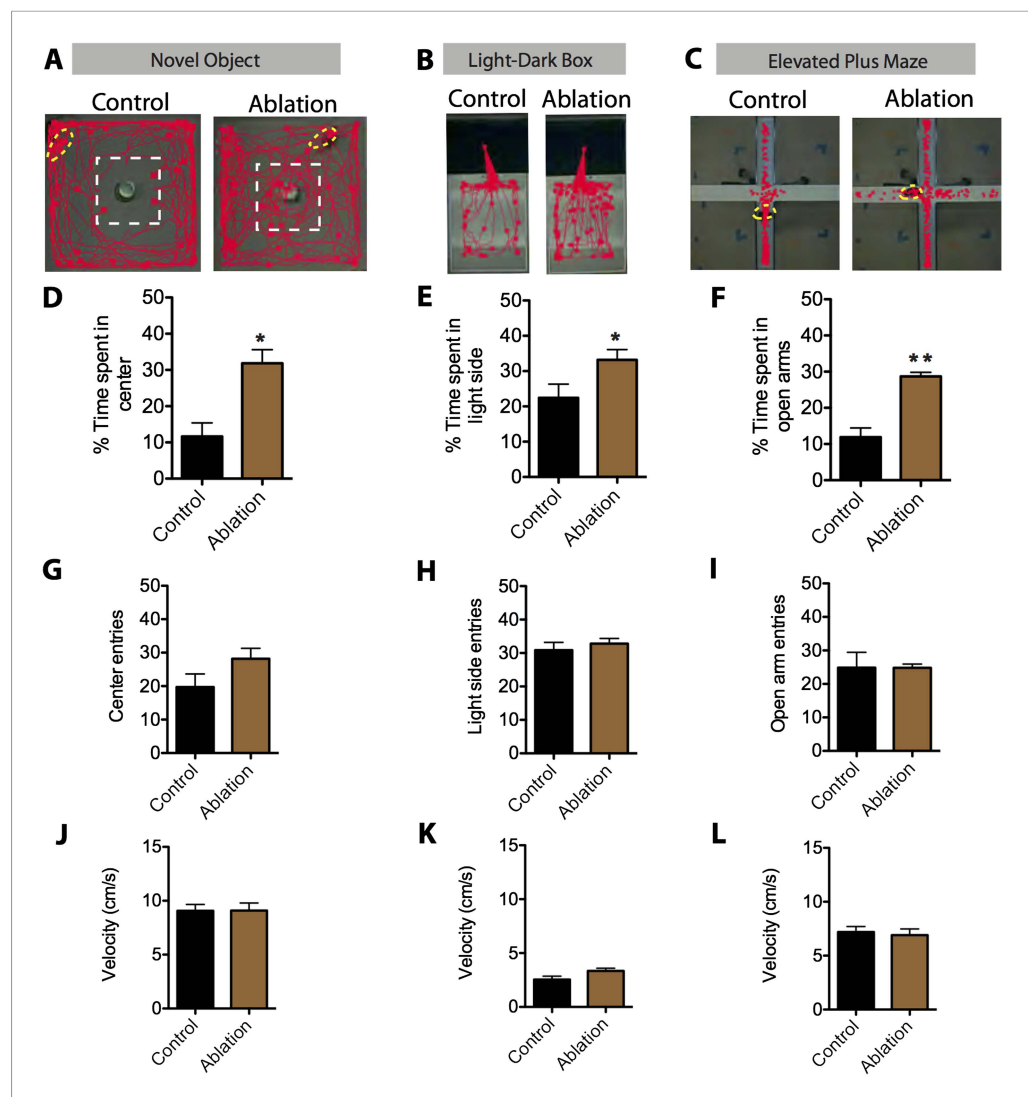 A Novel Object
Control Ablation
B Light-Dark Box
Control Ablation
C Elevated Plus Maze
Control Ablation
D
% Time spent in
center
50
40
30
20
10
0
*
Control
Ablation
E
% Time spent in
light side
50
40
30
20
10
0
*
Control
Ablation
F
% Time spent in
open arms
50
40
30
20
10
0
**
Control
Ablation
G
Center entries
50
40
30
20
10
0
Control
Ablation
H
Light side entries
50
40
30
20
10
0
Control
Ablation
I
Open arm entries
50
40
30
20
10
0
Control
Ablation
J
Velocity (cm/s)
15
10
5
0
Control
Ablation
K
Velocity (cm/s)
15
10
5
0
Control
Ablation
L
Velocity (cm/s)
15
10
5
0
Control
Ablation